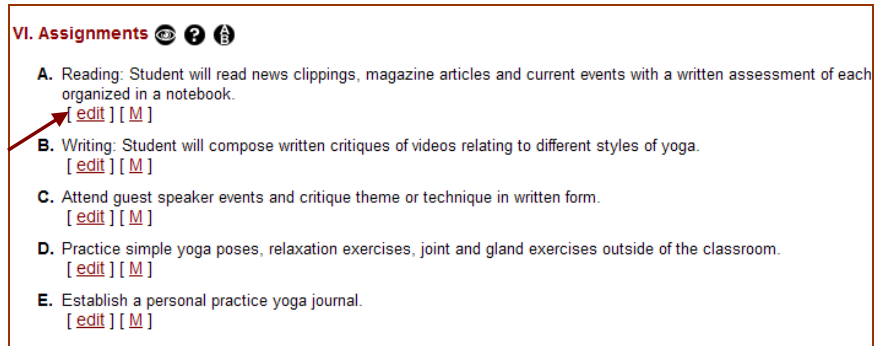 VI. Assignments ? A B
A. Reading: Student will read news clippings, magazine articles and current events with a written assessment of each
organized in a notebook.
[ edit ] [ M ]
B. Writing: Student will compose written critiques of videos relating to different styles of yoga.
[ edit ] [ M ]
C. Attend guest speaker events and critique theme or technique in written form.
[ edit ] [ M ]
D. Practice simple yoga poses, relaxation exercises, joint and gland exercises outside of the classroom.
[ edit ] [ M ]
E. Establish a personal practice yoga journal.
[ edit ] [ M ]